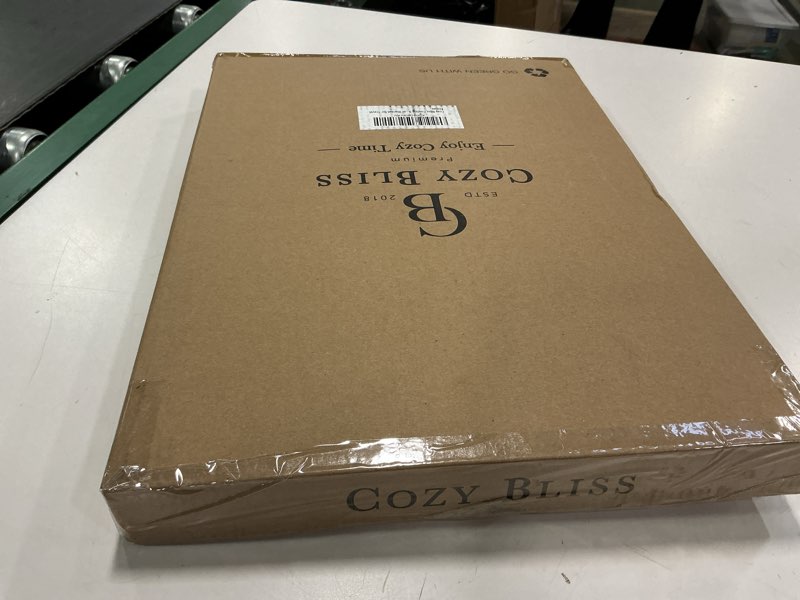 CB
ESTD 2018
COZY BLISS
Premium
— Enjoy Cozy Time —
GO GREEN WITH US
COZY BLISS